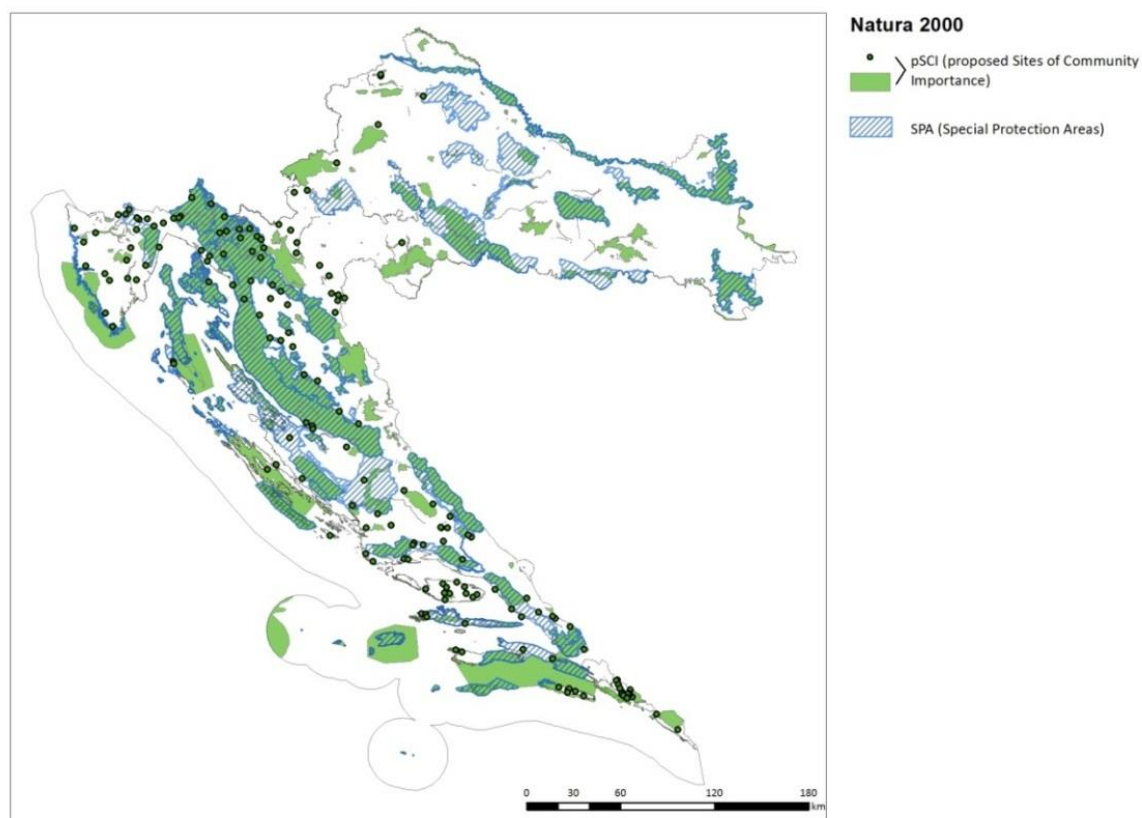 Natura 2000
pSCI (proposed Sites of Community
Importance)
SPA (Special Protection Areas)
0 30 60 120 180
km